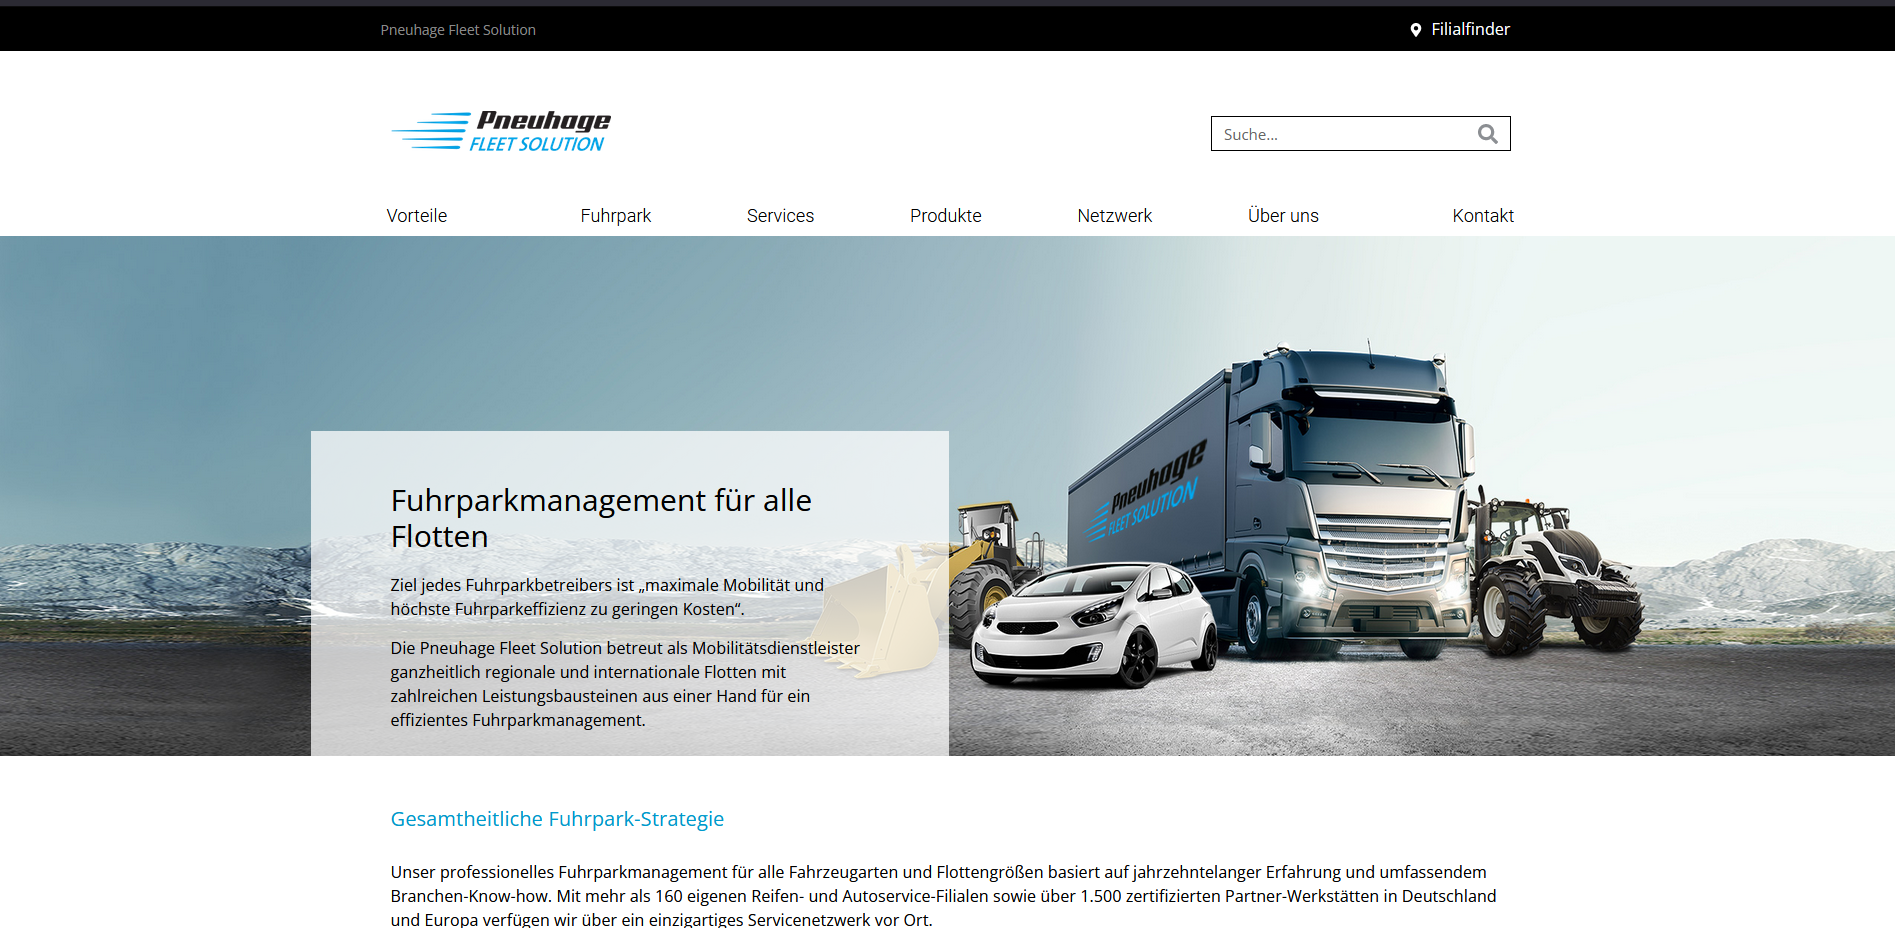 Pneuhage Fleet Solution
Filialfinder
Pneuhage
FLEET SOLUTION
Suche...
Vorteile
Fuhrpark
Services
Produkte
Netzwerk
Über uns
Kontakt
Pneuhage
FLEET SOLUTION
Fuhrparkmanagement für alle
Flotten
Ziel jedes Fuhrparkbetreibers ist „maximale Mobilität und
höchste Fuhrparkeffizienz zu geringen Kosten“.
Die Pneuhage Fleet Solution betreut als Mobilitätsdienstleister
ganzheitlich regionale und internationale Flotten mit
zahlreichen Leistungsbausteinen aus einer Hand für ein
effizientes Fuhrparkmanagement.
Gesamtheitliche Fuhrpark-Strategie
Unser professionelles Fuhrparkmanagement für alle Fahrzeugarten und Flottengrößen basiert auf jahrzehntelanger Erfahrung und umfassendem
Branchen-Know-how. Mit mehr als 160 eigenen Reifen- und Autoservice-Filialen sowie über 1.500 zertifizierten Partner-Werkstätten in Deutschland
und Europa verfügen wir über ein einzigartiges Servicenetzwerk vor Ort.